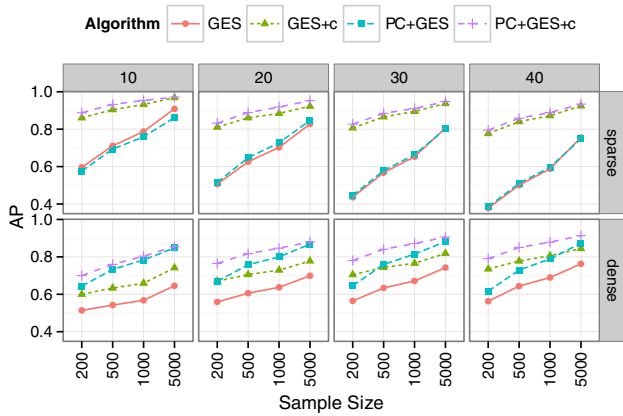 Algorithm GES GES+c PC+GES PC+GES+c
10 20 30 40
1.0
0.8
0.6
0.4
sparse
AP
1.0
0.8
0.6
0.4
dense
200 500 1000 5000 200 500 1000 5000 200 500 1000 5000 200 500 1000 5000
Sample Size